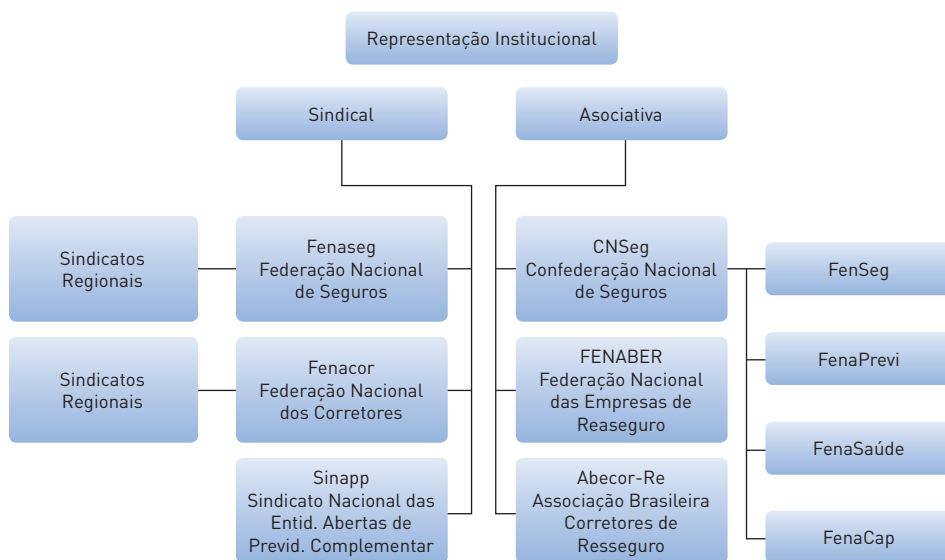 Representação Institucional
Sindical
Asociativa
Sindicatos
Regionais
Fenaseg
Federação Nacional
de Seguros
CNSeg
Confederação Nacional
de Seguros
FenSeg
Sindicatos
Regionais
Fenacor
Federação Nacional
dos Corretores
FENABER
Federação Nacional
das Empresas de
Reaseguro
FenaPrevi
FenaSaúde
Sinapp
Sindicato Nacional das
Entid. Abertas de
Previd. Complementar
Abecor-Re
Associação Brasileira
Corretores de
Resseguro
FenaCap